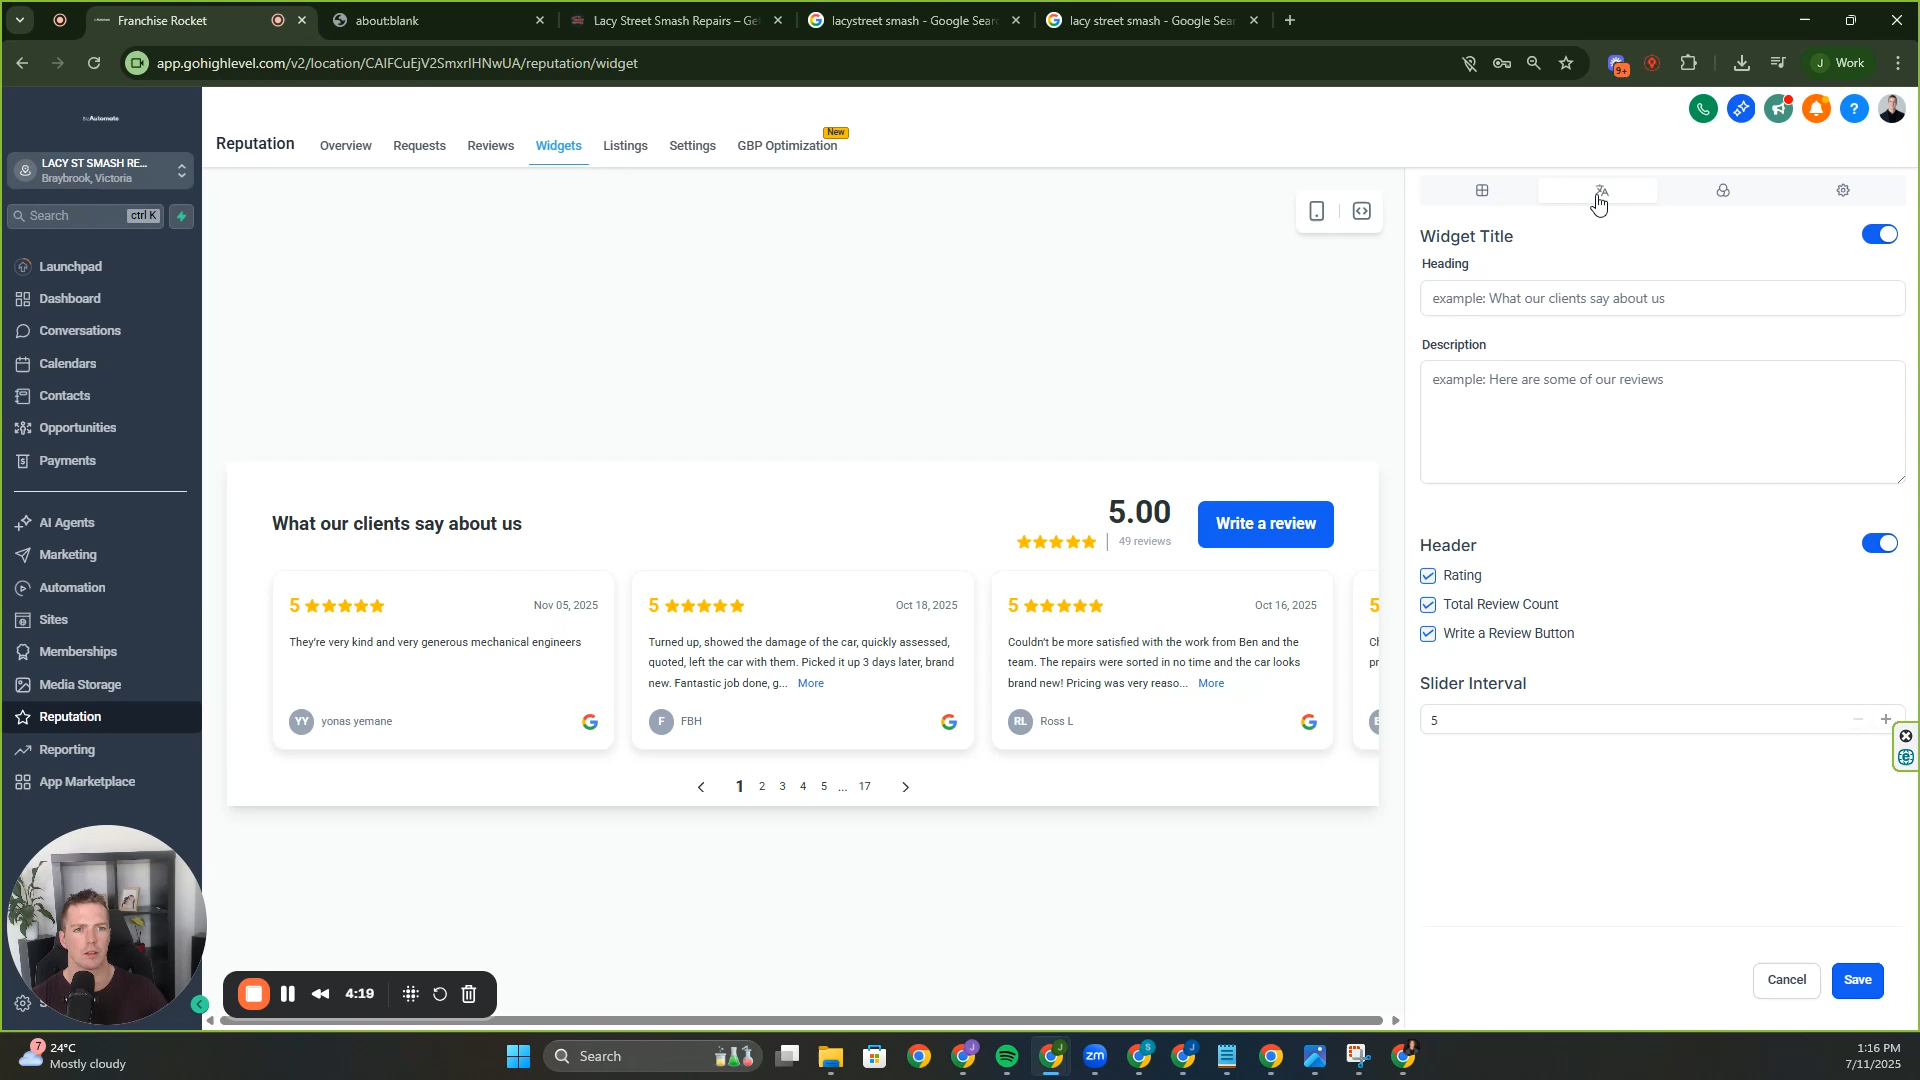 Franchise Rocket
about:blank
Lacy Street Smash Repairs – Ge
lacystreet smash - Google Sear
lacy street smash - Google Sear
app.gohighlevel.com/v2/location/CAIFCuEjV2SmxrIHNwUA/reputation/widget
9+
J
Work
BizAutomate
LACY ST SMASH RE...
Braybrook, Victoria
Search
ctrl K
Launchpad
Dashboard
Conversations
Calendars
Contacts
Opportunities
Payments
AI Agents
Marketing
Automation
Sites
Memberships
Media Storage
Reputation
Reporting
App Marketplace
Reputation
Overview
Requests
Reviews
Widgets
Listings
Settings
GBP Optimization
New
What our clients say about us
5.00
49 reviews
Write a review
5
Nov 05, 2025
They're very kind and very generous mechanical engineers
YY
yonas yemane
5
Oct 18, 2025
Turned up, showed the damage of the car, quickly assessed,
quoted, left the car with them. Picked it up 3 days later, brand
new. Fantastic job done, g... More
F
FBH
5
Oct 16, 2025
Couldn't be more satisfied with the work from Ben and the
team. The repairs were sorted in no time and the car looks
brand new! Pricing was very reaso... More
RL
Ross L
5
1
2
3
4
5
...
17
Widget Title
Heading
example: What our clients say about us
Description
example: Here are some of our reviews
Header
Rating
Total Review Count
Write a Review Button
Slider Interval
5
Cancel
Save
4:19
7
24°C
Mostly cloudy
Search
zm
J
J
S
J
1:16 PM
7/11/2025